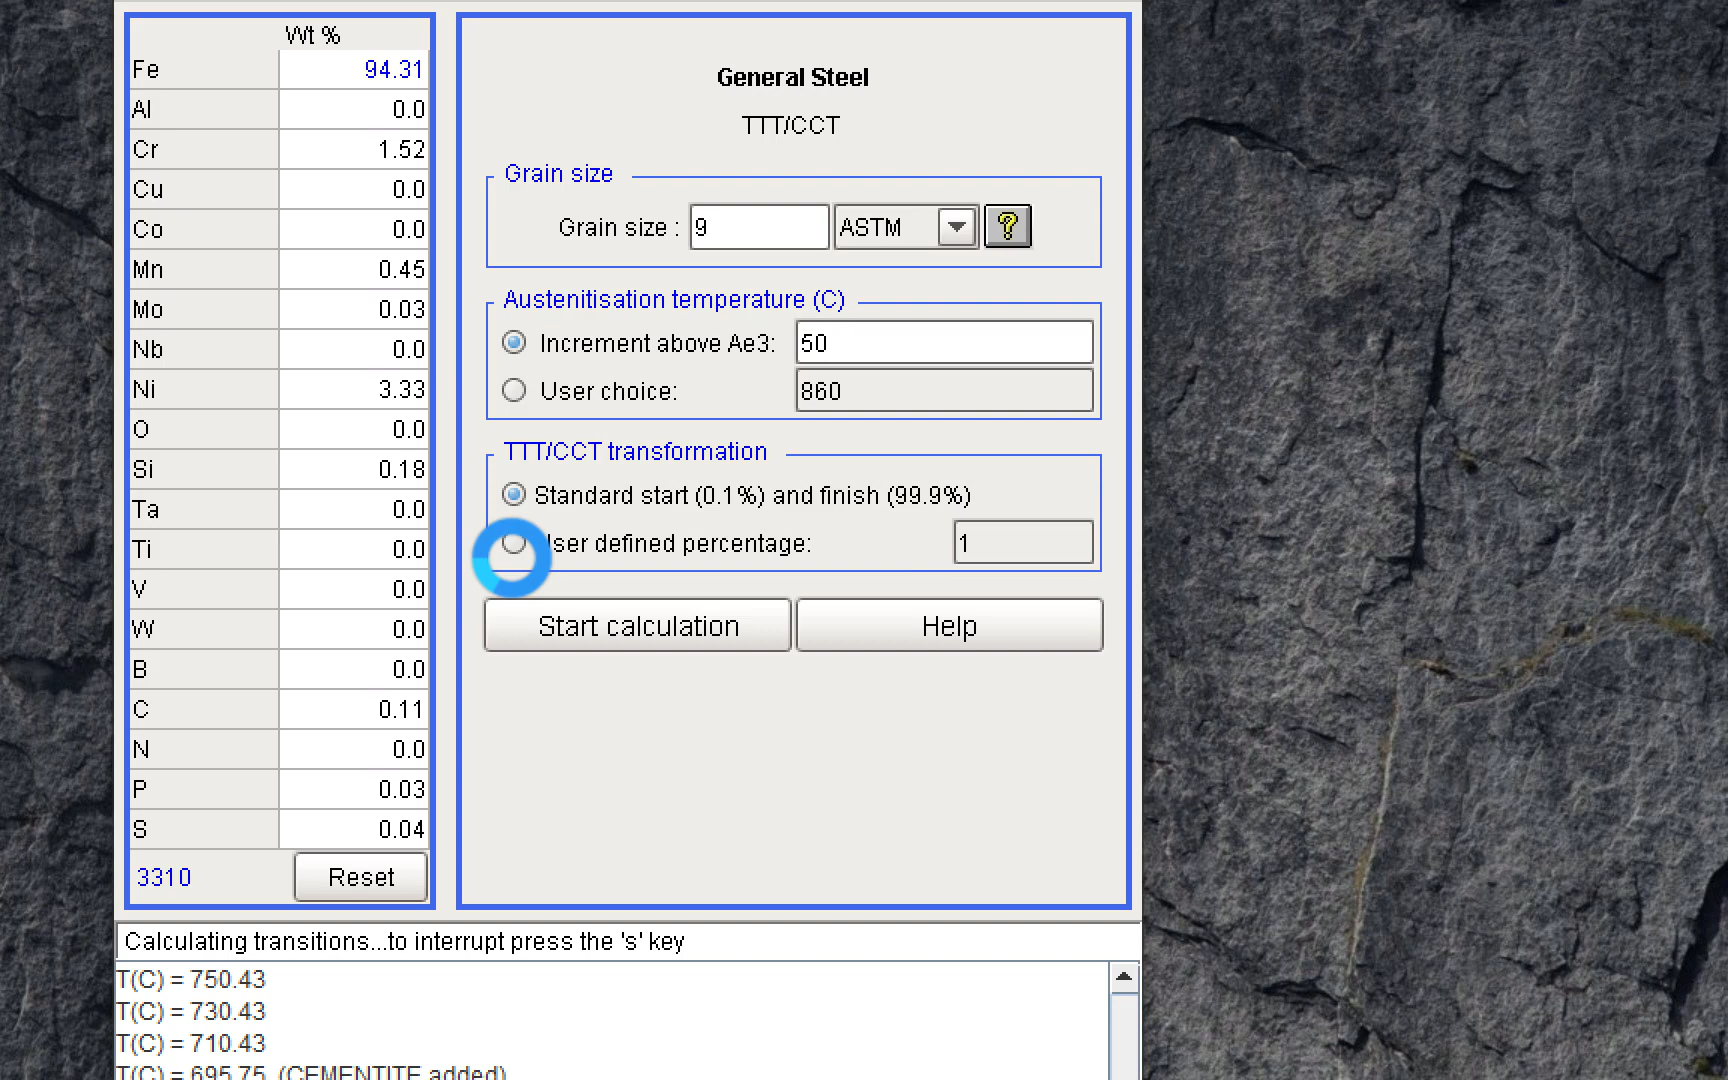 Wt %
Fe 94.31
Al 0.0
Cr 1.52
Cu 0.0
Co 0.0
Mn 0.45
Mo 0.03
Nb 0.0
Ni 3.33
O 0.0
Si 0.18
Ta 0.0
Ti 0.0
V 0.0
W 0.0
B 0.0
C 0.11
N 0.0
P 0.03
S 0.04
3310 Reset
General Steel
TTT/CCT
Grain size
Grain size : 9 ASTM ?
Austenitisation temperature (C)
Increment above Ae3: 50
User choice: 860
TTT/CCT transformation
Standard start (0.1%) and finish (99.9%)
User defined percentage: 1
Start calculation Help
Calculating transitions...to interrupt press the 's' key
T(C) = 750.43
T(C) = 730.43
T(C) = 710.43
T(C) = 695.75 (CEMENTITE added)